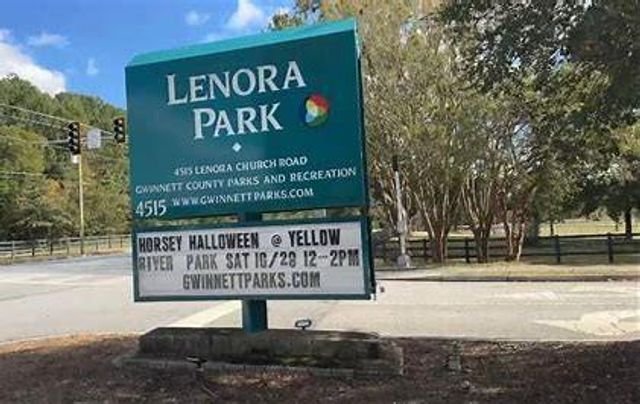 LENORA
PARK
4515 LENORA CHURCH ROAD
GWINNETT COUNTY PARKS AND RECREATION
4515 WWW.GWINNETTPARKS.COM
HORSEY HALLOWEEN @ YELLOW
RIVER PARK SAT 10/29 12-2PM
GWINNETTPARKS.COM